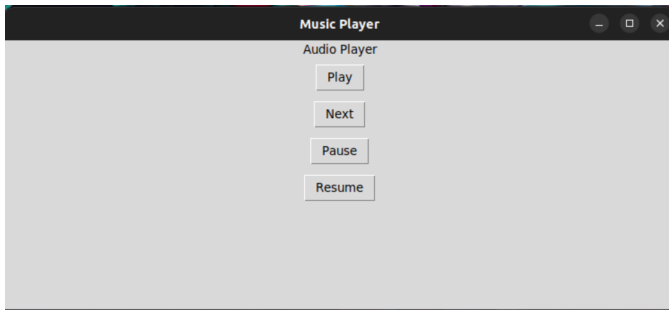 Music Player
Audio Player
Play
Next
Pause
Resume